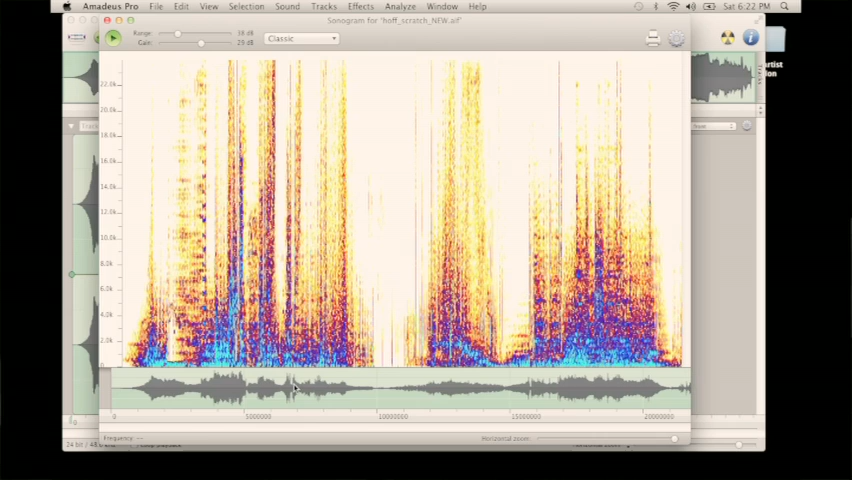 Amadeus Pro File Edit View Selection Sound Tracks Effects Analyze Window Help Sat 6:22 PM
Sonogram for "hoff_scratch_NEW.aif"
Range 38 dB
Gain: 29 dB
Classic
artist
22.0k
20.0k
18.0k
16.0k
14.0k
12.0k
10.0k
8.0k
6.0k
4.0k
2.0k
0
0 5000000 10000000 15000000 20000000
Frequency: -- Horizontal zoom: